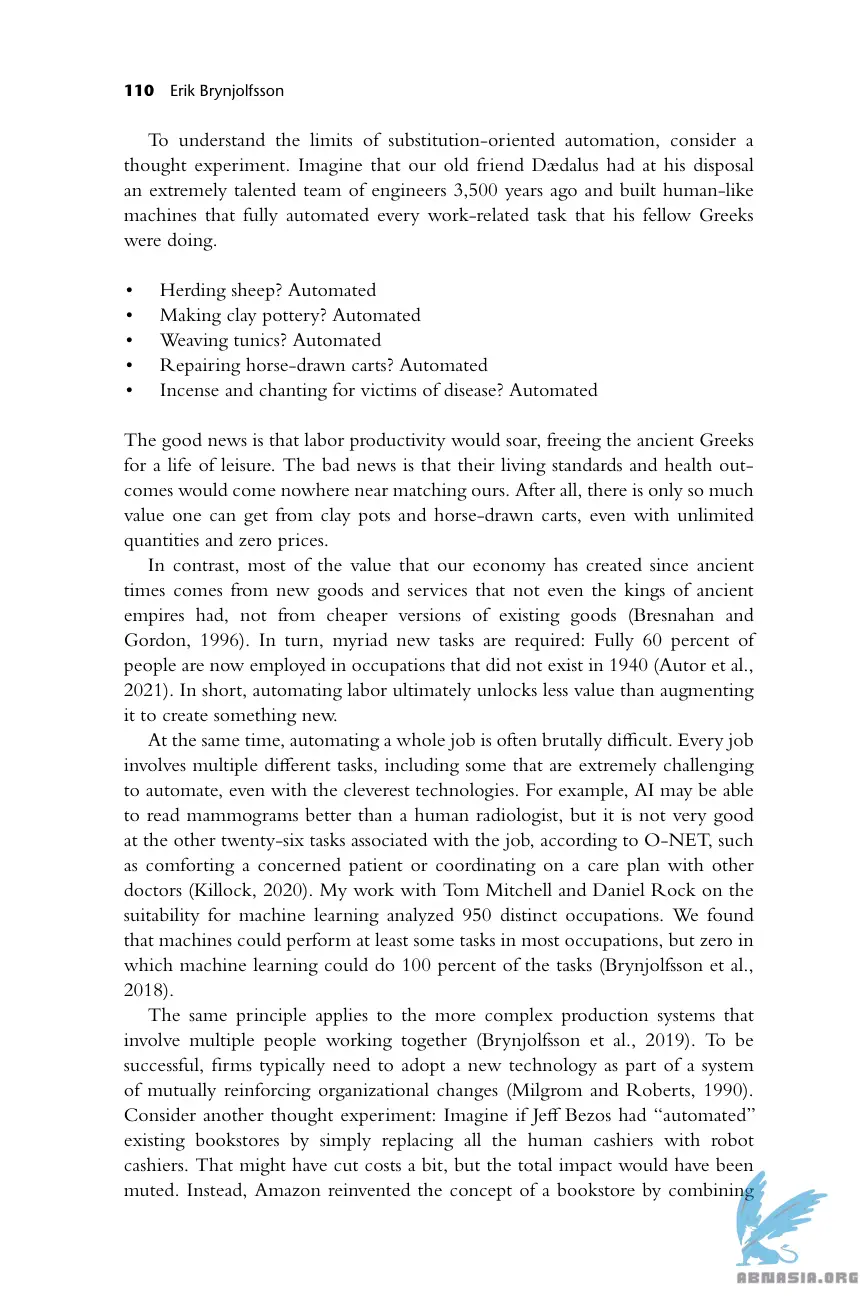 110 Erik Brynjolfsson
To understand the limits of substitution-oriented automation, consider a
thought experiment. Imagine that our old friend Dædalus had at his disposal
an extremely talented team of engineers 3,500 years ago and built human-like
machines that fully automated every work-related task that his fellow Greeks
were doing.
• Herding sheep? Automated
• Making clay pottery? Automated
• Weaving tunics? Automated
• Repairing horse-drawn carts? Automated
• Incense and chanting for victims of disease? Automated
The good news is that labor productivity would soar, freeing the ancient Greeks
for a life of leisure. The bad news is that their living standards and health out-
comes would come nowhere near matching ours. After all, there is only so much
value one can get from clay pots and horse-drawn carts, even with unlimited
quantities and zero prices.
In contrast, most of the value that our economy has created since ancient
times comes from new goods and services that not even the kings of ancient
empires had, not from cheaper versions of existing goods (Bresnahan and
Gordon, 1996). In turn, myriad new tasks are required: Fully 60 percent of
people are now employed in occupations that did not exist in 1940 (Autor et al.,
2021). In short, automating labor ultimately unlocks less value than augmenting
it to create something new.
At the same time, automating a whole job is often brutally difficult. Every job
involves multiple different tasks, including some that are extremely challenging
to automate, even with the cleverest technologies. For example, AI may be able
to read mammograms better than a human radiologist, but it is not very good
at the other twenty-six tasks associated with the job, according to O-NET, such
as comforting a concerned patient or coordinating on a care plan with other
doctors (Killock, 2020). My work with Tom Mitchell and Daniel Rock on the
suitability for machine learning analyzed 950 distinct occupations. We found
that machines could perform at least some tasks in most occupations, but zero in
which machine learning could do 100 percent of the tasks (Brynjolfsson et al.,
2018).
The same principle applies to the more complex production systems that
involve multiple people working together (Brynjolfsson et al., 2019). To be
successful, firms typically need to adopt a new technology as part of a system
of mutually reinforcing organizational changes (Milgrom and Roberts, 1990).
Consider another thought experiment: Imagine if Jeff Bezos had “automated”
existing bookstores by simply replacing all the human cashiers with robot
cashiers. That might have cut costs a bit, but the total impact would have been
muted. Instead, Amazon reinvented the concept of a bookstore by combining
ABNASIA.ORG